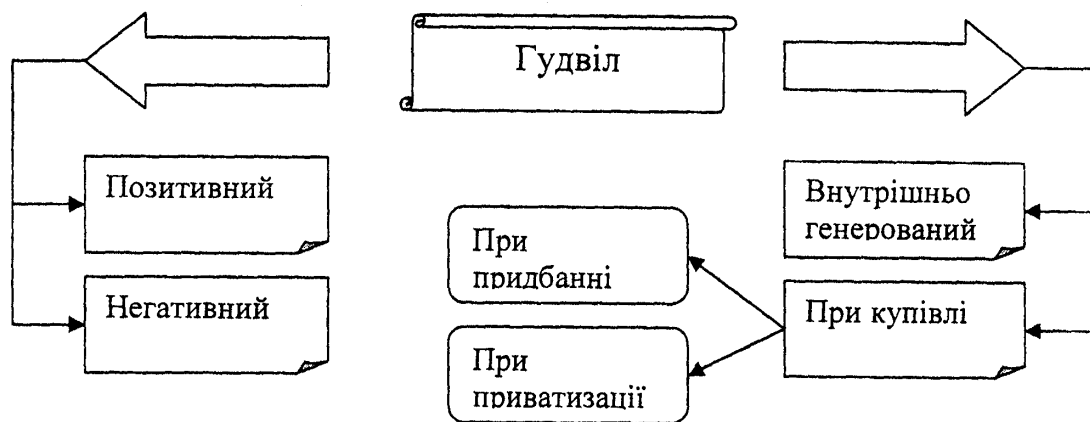 Гудвіл
Позитивний
Негативний
При
придбанні
При
приватизації
Внутрішньо
генерований
При купівлі